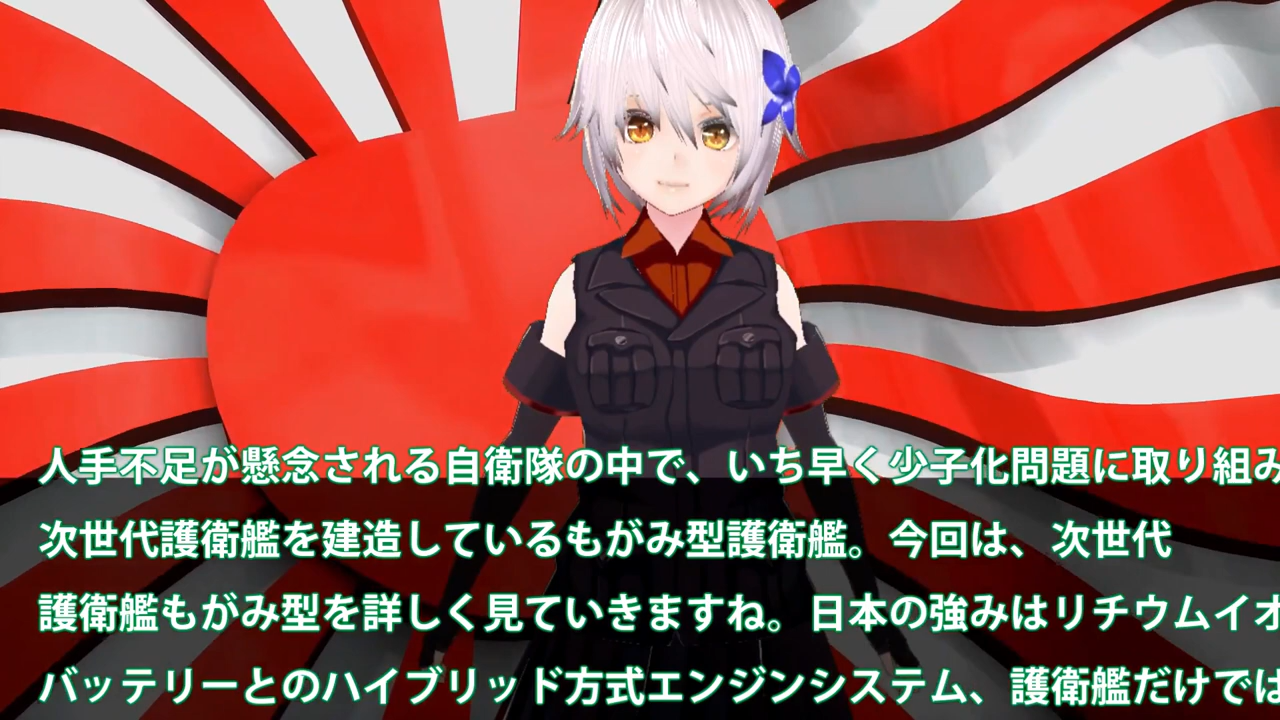 人手不足が懸念される自衛隊の中で、いち早く少子化問題に取り組み
次世代護衛艦を建造しているもがみ型護衛艦。今回は、次世代
護衛艦もがみ型を詳しく見ていきますね。日本の強みはリチウムイオ
バッテリーとのハイブリッド方式エンジンシステム、護衛艦だけでは